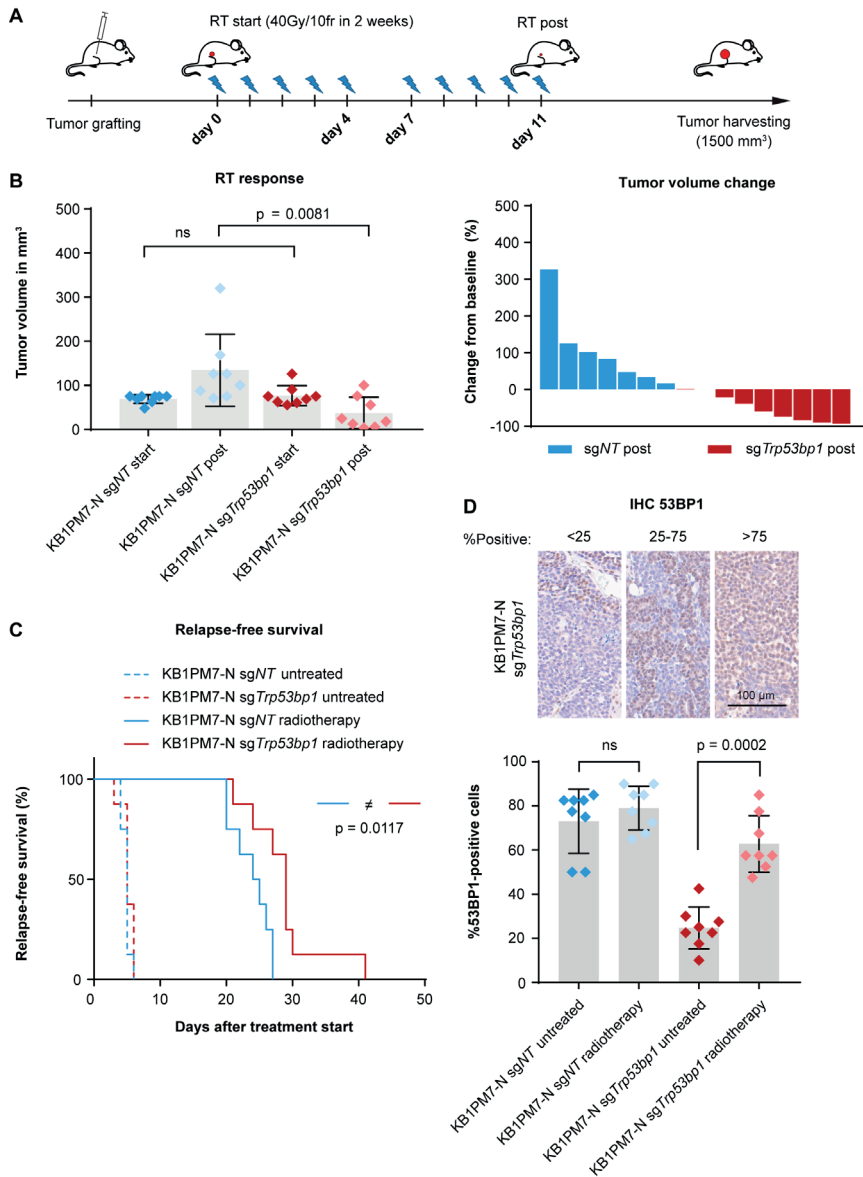 A
RT start (40Gy/10fr in 2 weeks)
RT post
Tumor grafting
day 0
day 4
day 7
day 11
Tumor harvesting
(1500 mm³)
B
RT response
Tumor volume in mm³
500
400
300
200
100
0
ns
p = 0.0081
KB1PM7-N sgNT start
KB1PM7-N sgNT post
KB1PM7-N sgTrp53bp1 start
KB1PM7-N sgTrp53bp1 post
Tumor volume change
Change from baseline (%)
500
400
300
200
100
0
-100
sgNT post
sgTrp53bp1 post
C
Relapse-free survival
KB1PM7-N sgNT untreated
KB1PM7-N sgTrp53bp1 untreated
KB1PM7-N sgNT radiotherapy
KB1PM7-N sgTrp53bp1 radiotherapy
Relapse-free survival (%)
100
50
0
≠
p = 0.0117
0
10
20
30
40
50
Days after treatment start
D
IHC 53BP1
%Positive:
<25
25-75
>75
KB1PM7-N
sgTrp53bp1
100 µm
%53BP1-positive cells
100
80
60
40
20
0
ns
p = 0.0002
KB1PM7-N sgNT untreated
KB1PM7-N sgNT radiotherapy
KB1PM7-N sgTrp53bp1 untreated
KB1PM7-N sgTrp53bp1 radiotherapy